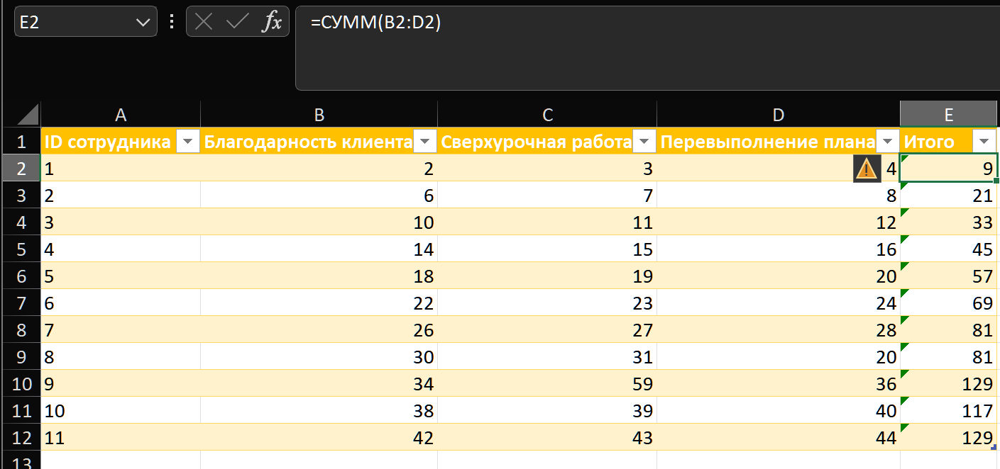 E2 fx =СУММ(B2:D2)
A B C D E
1 ID сотрудника Благодарность клиента Сверхурочная работа Перевыполнение плана Итого
2 1 2 3 4 9
3 2 6 7 8 21
4 3 10 11 12 33
5 4 14 15 16 45
6 5 18 19 20 57
7 6 22 23 24 69
8 7 26 27 28 81
9 8 30 31 20 81
10 9 34 59 36 129
11 10 38 39 40 117
12 11 42 43 44 129
13